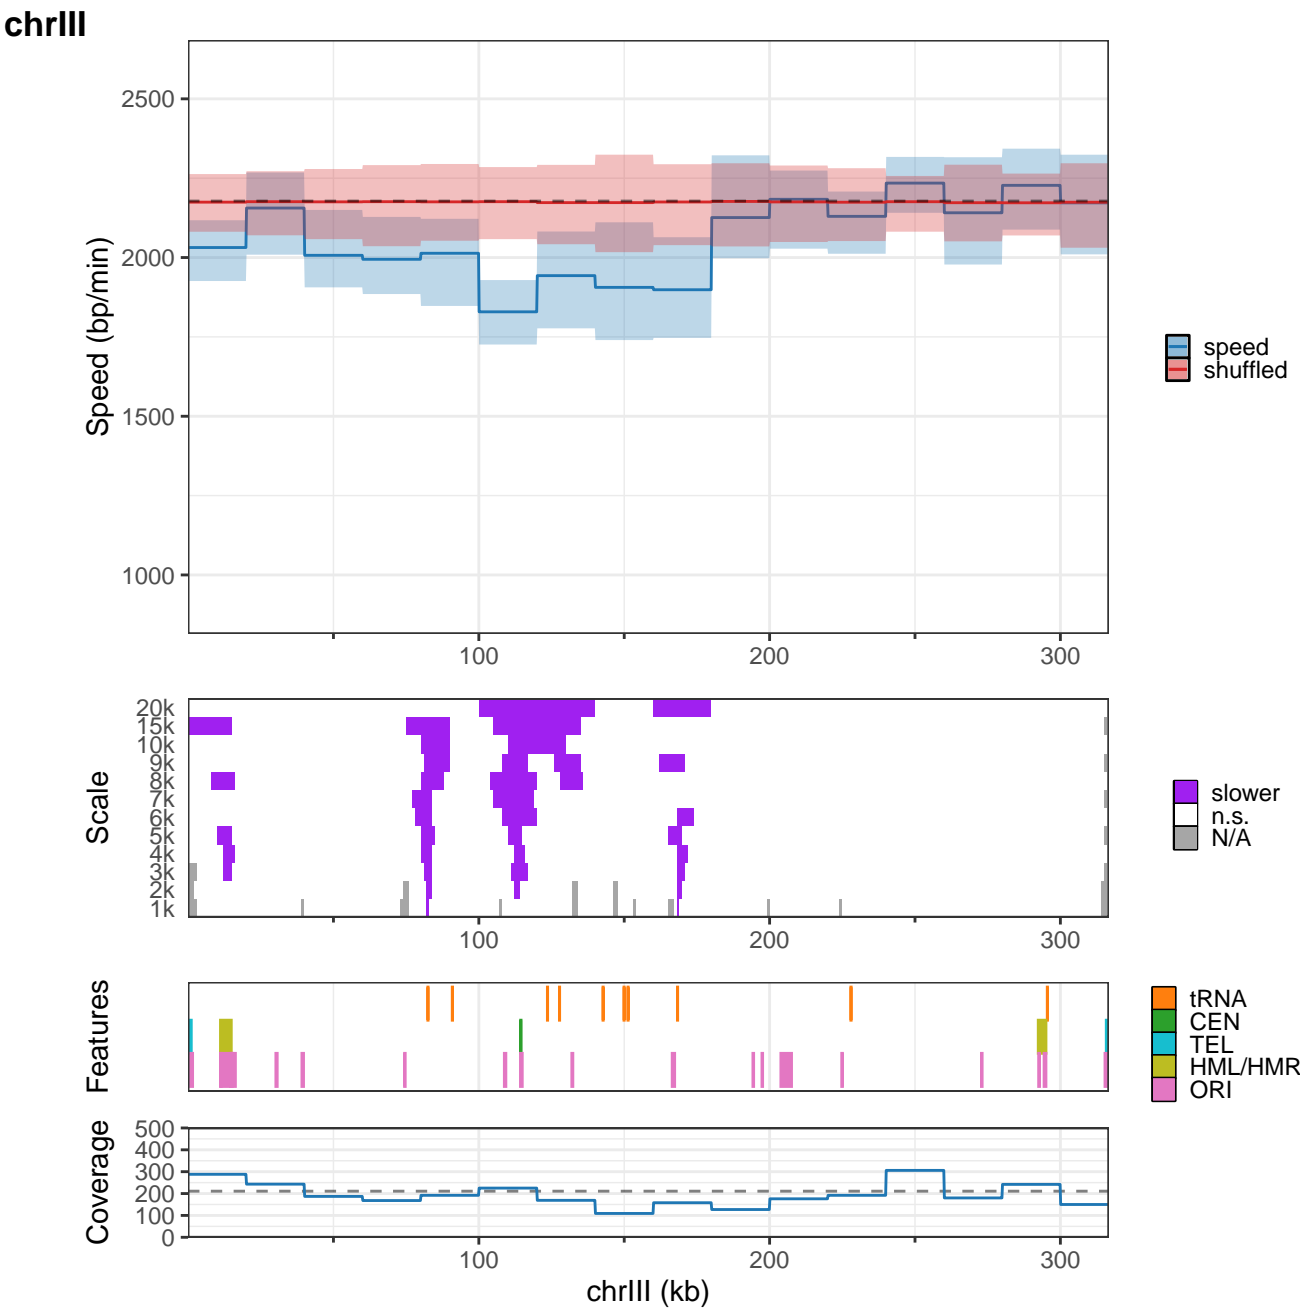 chrIII
Speed (bp/min)
2500
2000
1500
1000
100
200
300
speed
shuffled
Scale
20k
15k
10k
9k
8k
7k
6k
5k
4k
3k
2k
1k
100
200
300
slower
n.s.
N/A
Features
tRNA
CEN
TEL
HML/HMR
ORI
Coverage
500
400
300
200
100
0
100
200
300
chrIII (kb)